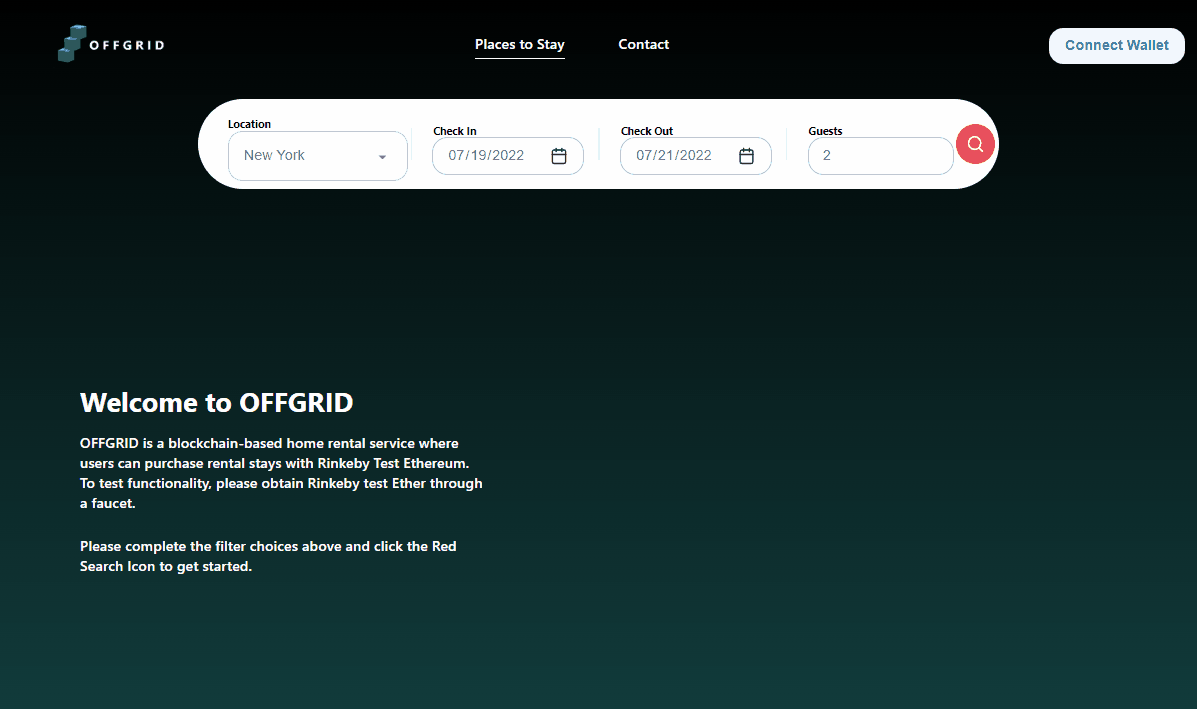 OFFGRID
Places to Stay
Contact
Connect Wallet
Location
New York
Check In
07/19/2022
Check Out
07/21/2022
Guests
2
Welcome to OFFGRID
OFFGRID is a blockchain-based home rental service where
users can purchase rental stays with Rinkeby Test Ethereum.
To test functionality, please obtain Rinkeby test Ether through
a faucet.
Please complete the filter choices above and click the Red
Search Icon to get started.